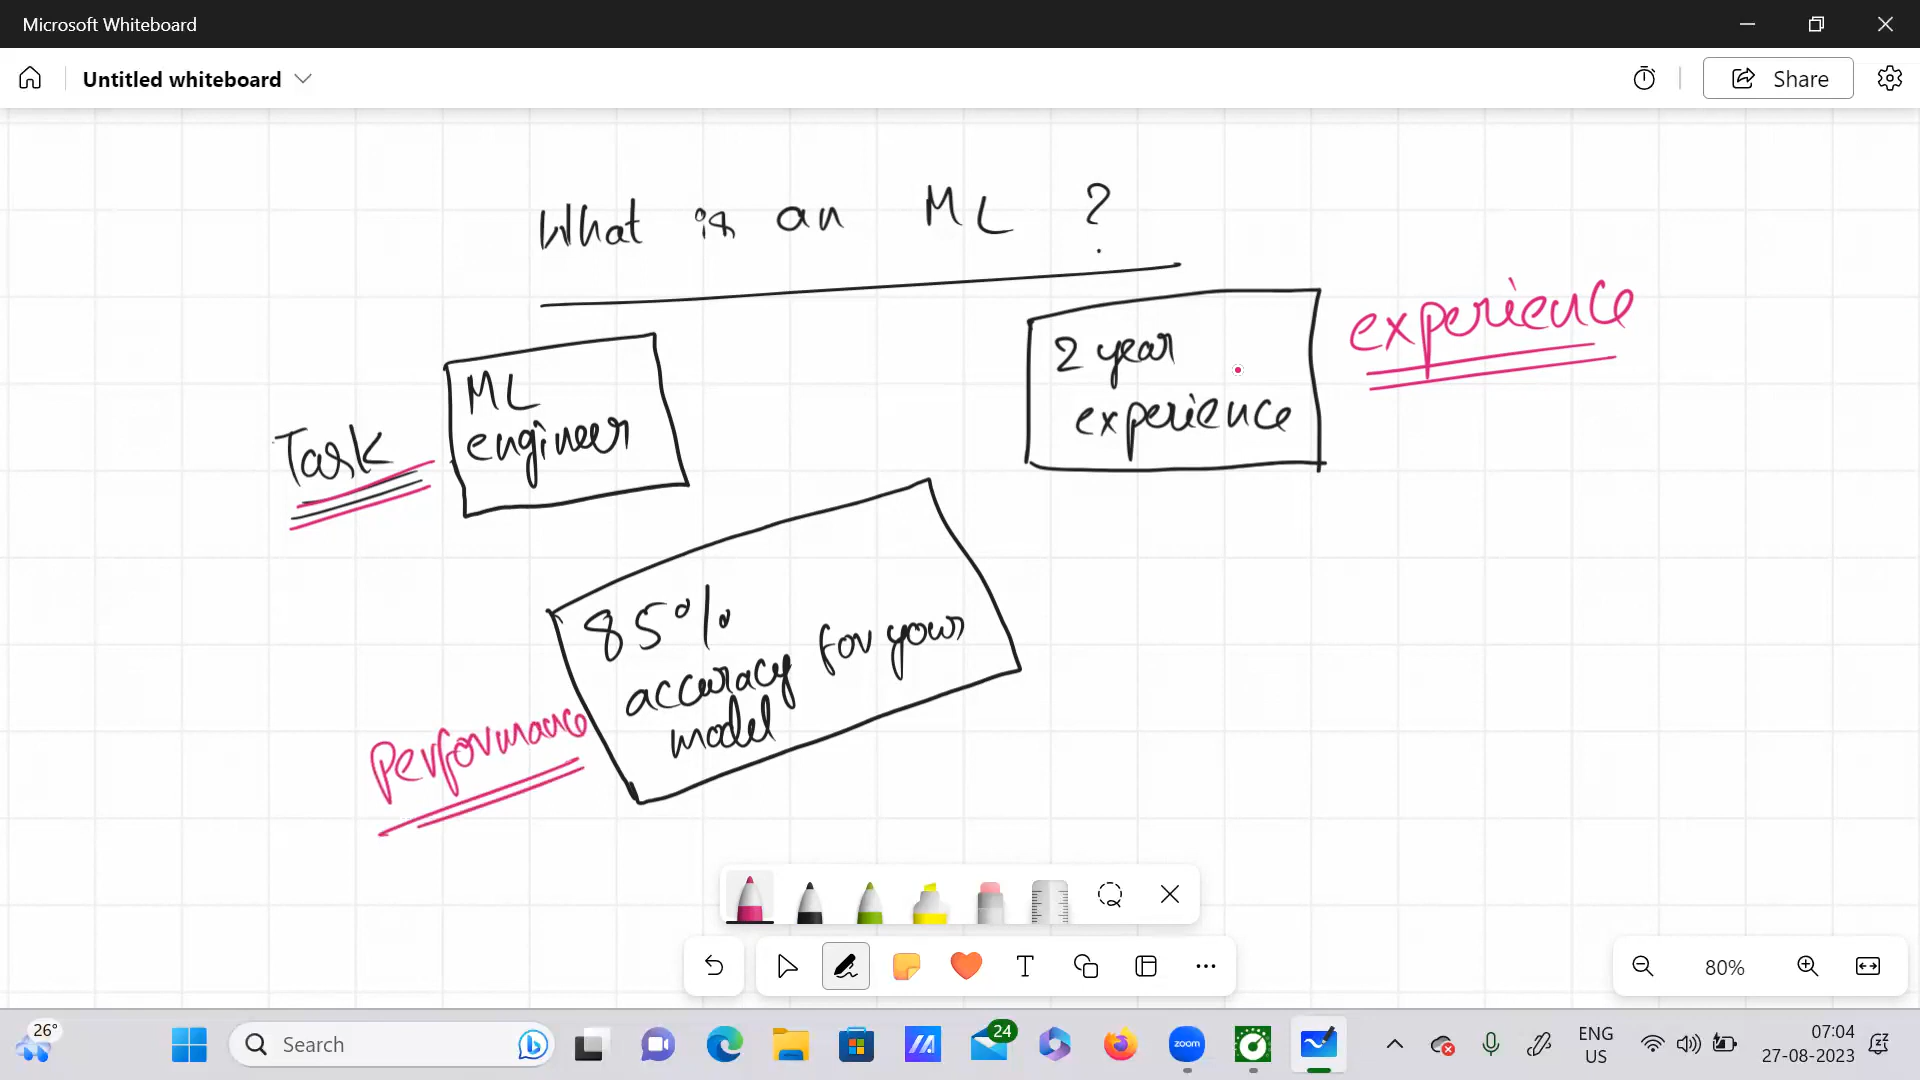 Microsoft Whiteboard
Untitled whiteboard
Share
What is an ML ?
experience
2 year
experience
ML
engineer
Task
85%
accuracy for your
model
Performance
80%
26°
Search
24
zoom
ENG
US
07:04
27-08-2023